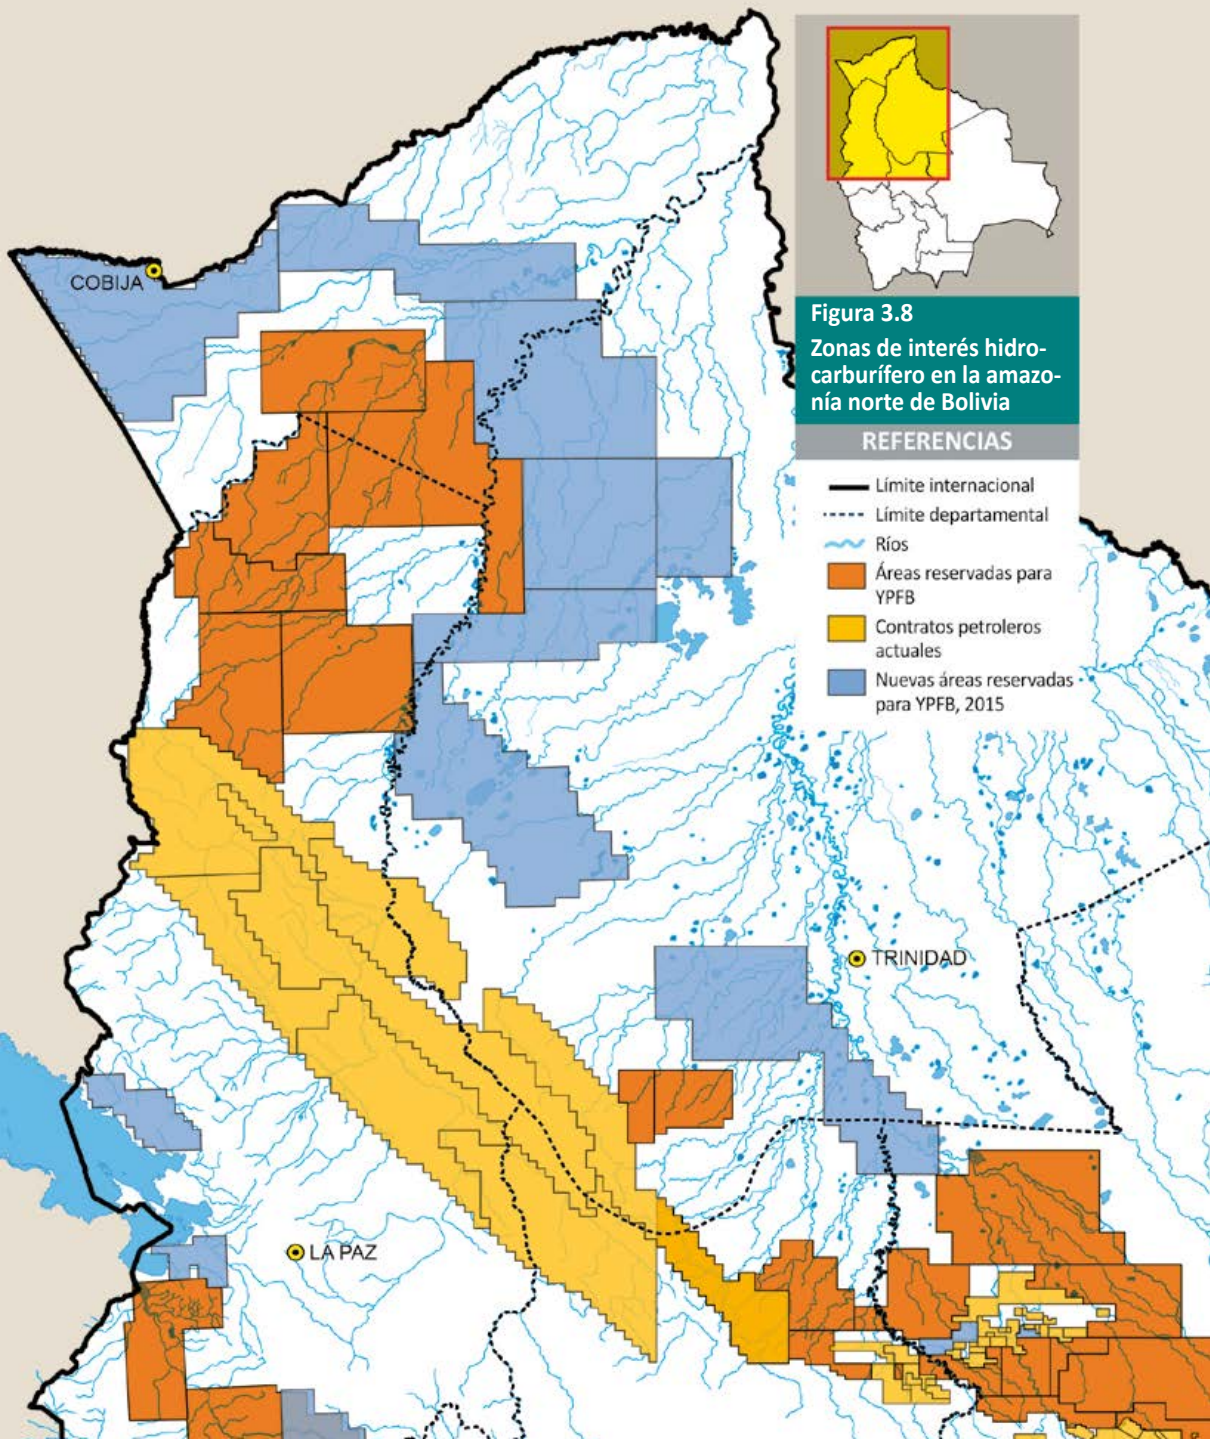 Figura 3.8
Zonas de interés hidro-
carburífero en la amazo-
nía norte de Bolivia
REFERENCIAS
Límite internacional
Límite departamental
Ríos
Áreas reservadas para
YPFB
Contratos petroleros
actuales
Nuevas áreas reservadas
para YPFB, 2015
COBIJA
TRINIDAD
LA PAZ